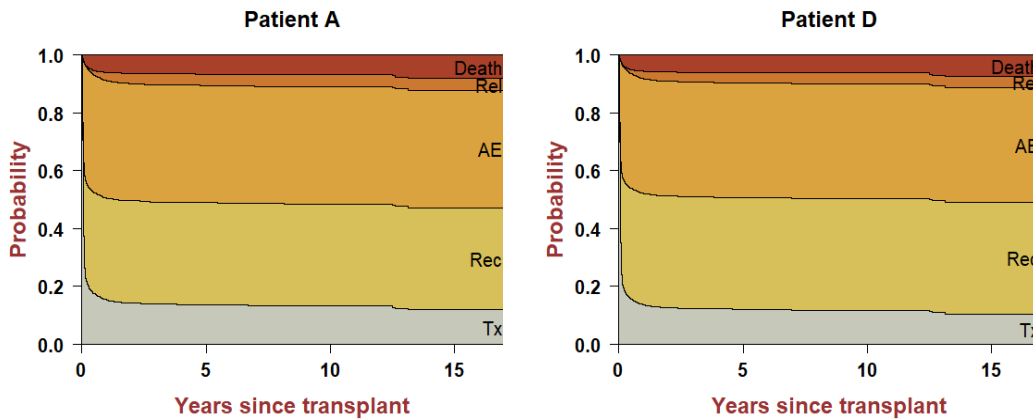 Patient A
Probability
1.0
0.8
0.6
0.4
0.2
0.0
Death
Rel
AE
Rec
Tx
0 5 10 15
Years since transplant
Patient D
Probability
1.0
0.8
0.6
0.4
0.2
0.0
Death
Rel
AE
Rec
Tx
0 5 10 15
Years since transplant